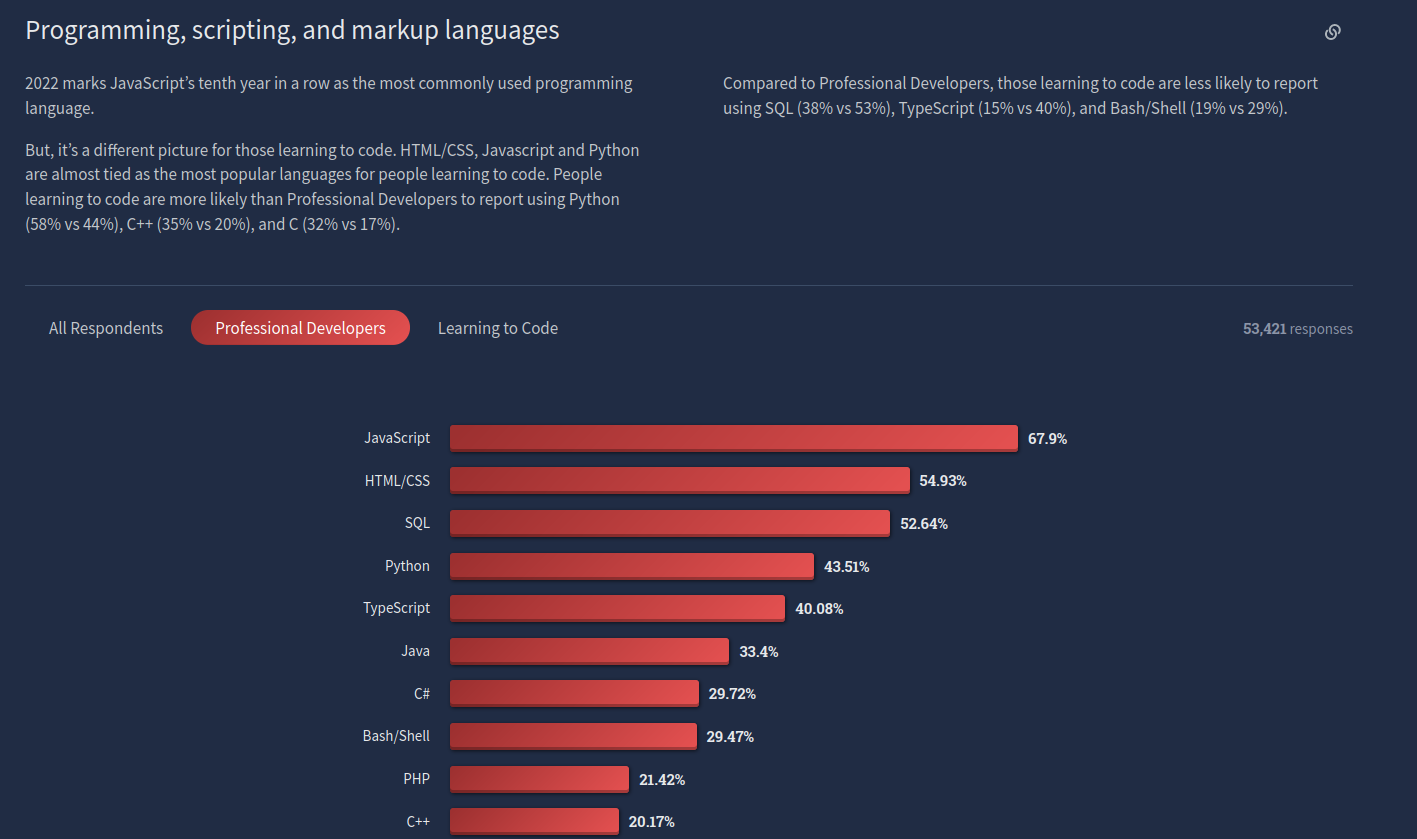 Programming, scripting, and markup languages
2022 marks JavaScript’s tenth year in a row as the most commonly used programming
language.
But, it’s a different picture for those learning to code. HTML/CSS, Javascript and Python
are almost tied as the most popular languages for people learning to code. People
learning to code are more likely than Professional Developers to report using Python
(58% vs 44%), C++ (35% vs 20%), and C (32% vs 17%).
Compared to Professional Developers, those learning to code are less likely to report
using SQL (38% vs 53%), TypeScript (15% vs 40%), and Bash/Shell (19% vs 29%).
All Respondents Professional Developers Learning to Code 53,421 responses
JavaScript 67.9%
HTML/CSS 54.93%
SQL 52.64%
Python 43.51%
TypeScript 40.08%
Java 33.4%
C# 29.72%
Bash/Shell 29.47%
PHP 21.42%
C++ 20.17%